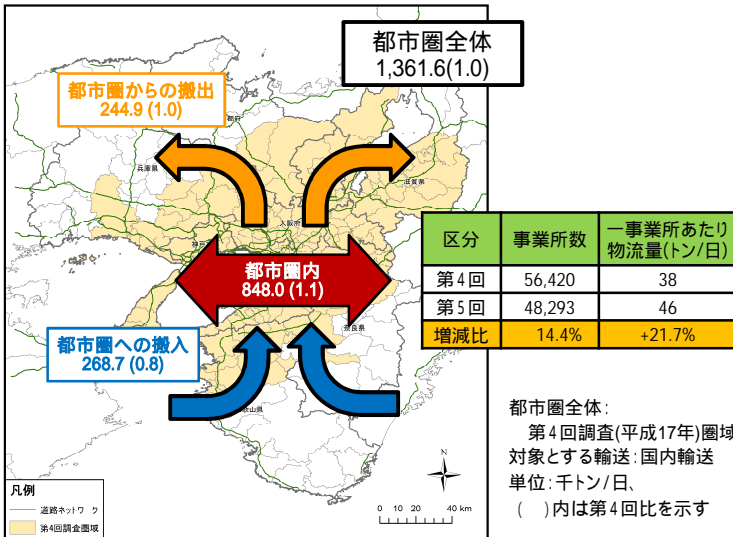 都市圏全体
1,361.6(1.0)
都市圏からの搬出
244.9 (1.0)
都府
兵庫県
滋賀県
大阪府
神戸
都市圏内
848.0 (1.1)
奈良県
都市圏への搬入
268.7 (0.8)
歌山県
区分 事業所数 一事業所あたり
物流量(トン/日)
第4回 56,420 38
第5回 48,293 46
増減比 14.4% +21.7%
都市圏全体:
第4回調査(平成17年)圏域
対象とする輸送:国内輸送
単位:千トン/日、
( )内は第4回比を示す
N
0 10 20 40 km
凡例
道路ネットワーク
第4回調査圏域